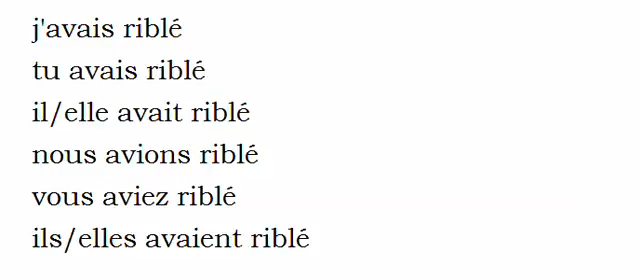 j'avais riblé
tu avais riblé
il/elle avait riblé
nous avions riblé
vous aviez riblé
ils/elles avaient riblé